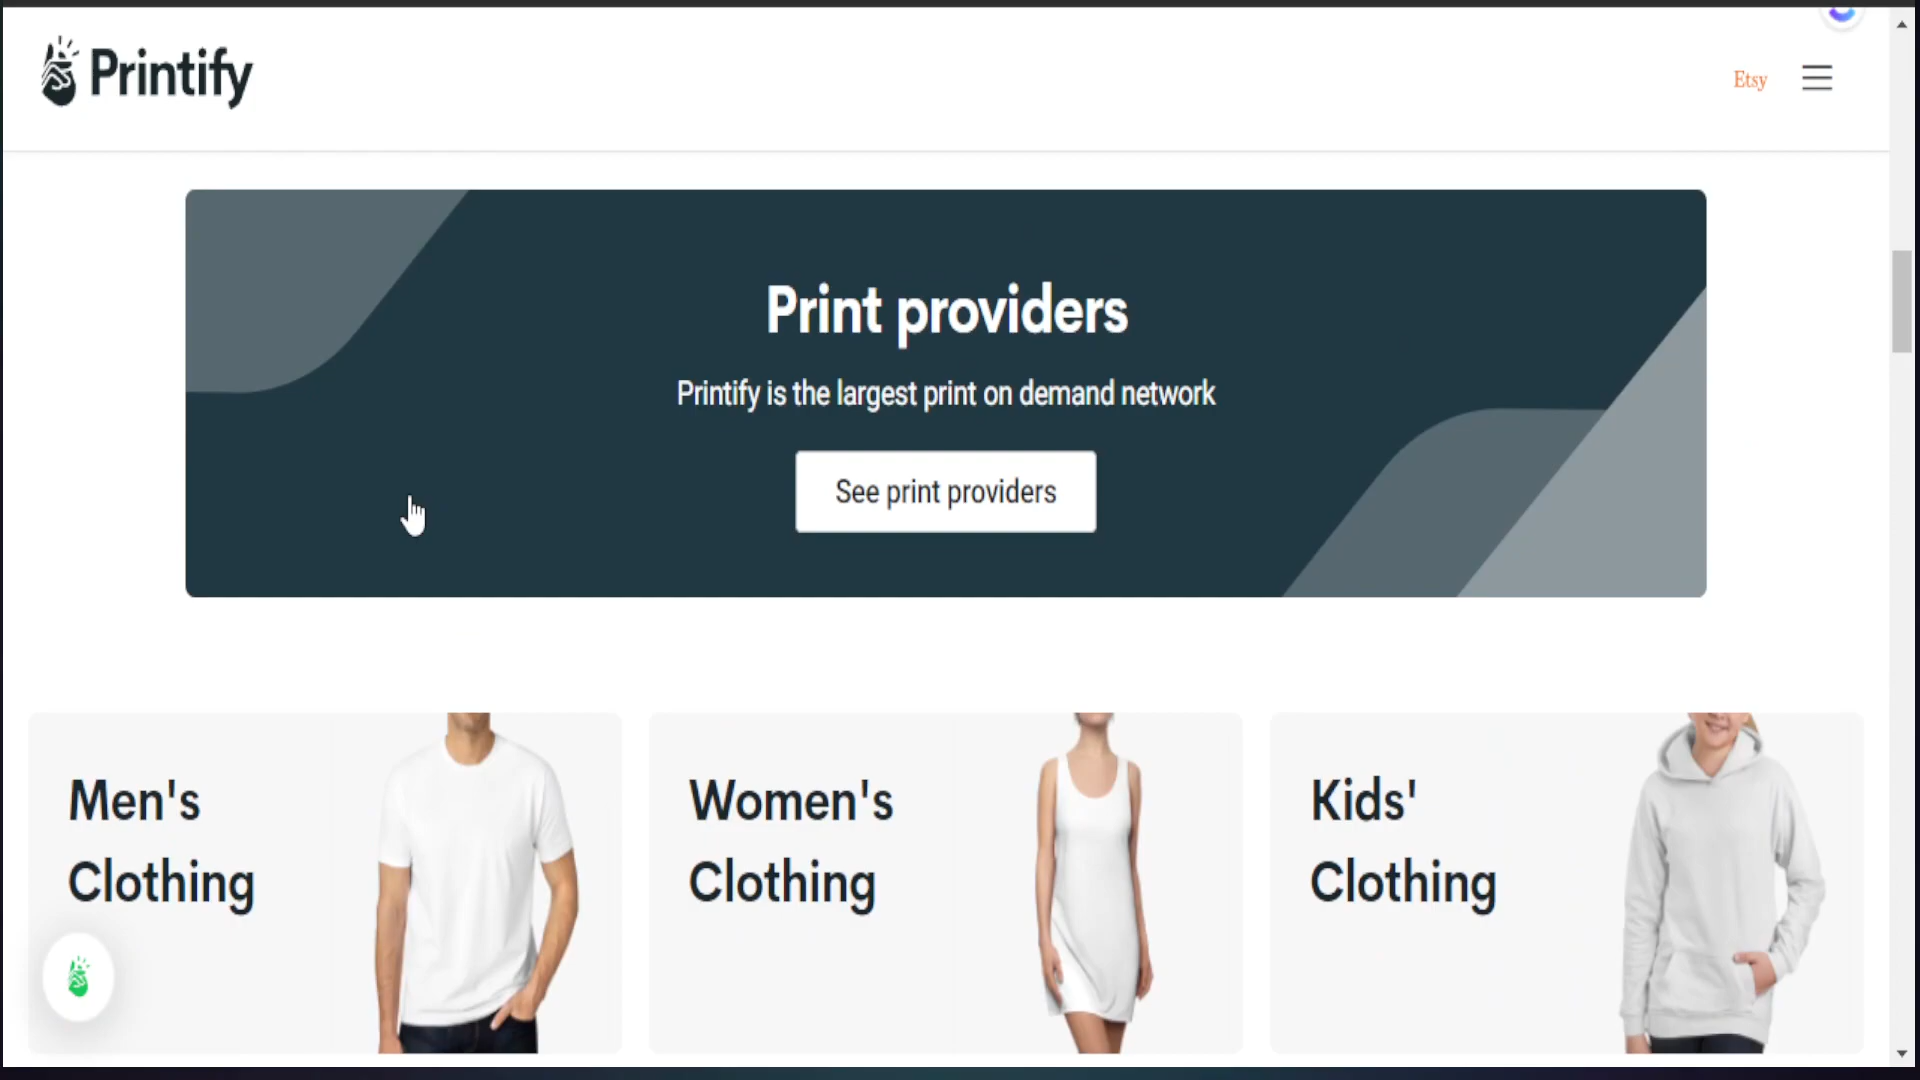 Printify
Etsy
Print providers
Printify is the largest print on demand network
See print providers
Men's
Clothing
Women's
Clothing
Kids'
Clothing